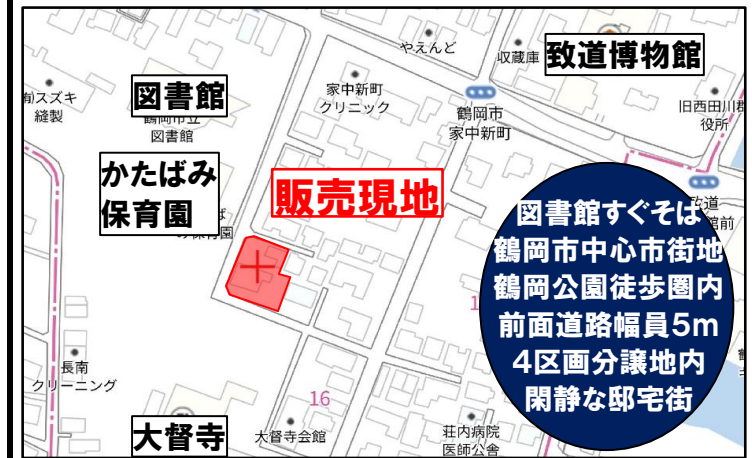 やえんど
収蔵庫
致道博物館
家中新町
クリニック
鶴岡市
家中新町
旧西田川郡
役所
㈲スズキ
縫製
図書館
鶴岡市立
図書館
かたばみ
保育園
販売現地
図書館すぐそば
鶴岡市中心市街地
鶴岡公園徒歩圏内
前面道路幅員5m
4区画分譲地内
閑静な邸宅街
長南
クリーニング
16
大督寺
大督寺会館
荘内病院
医師公舎